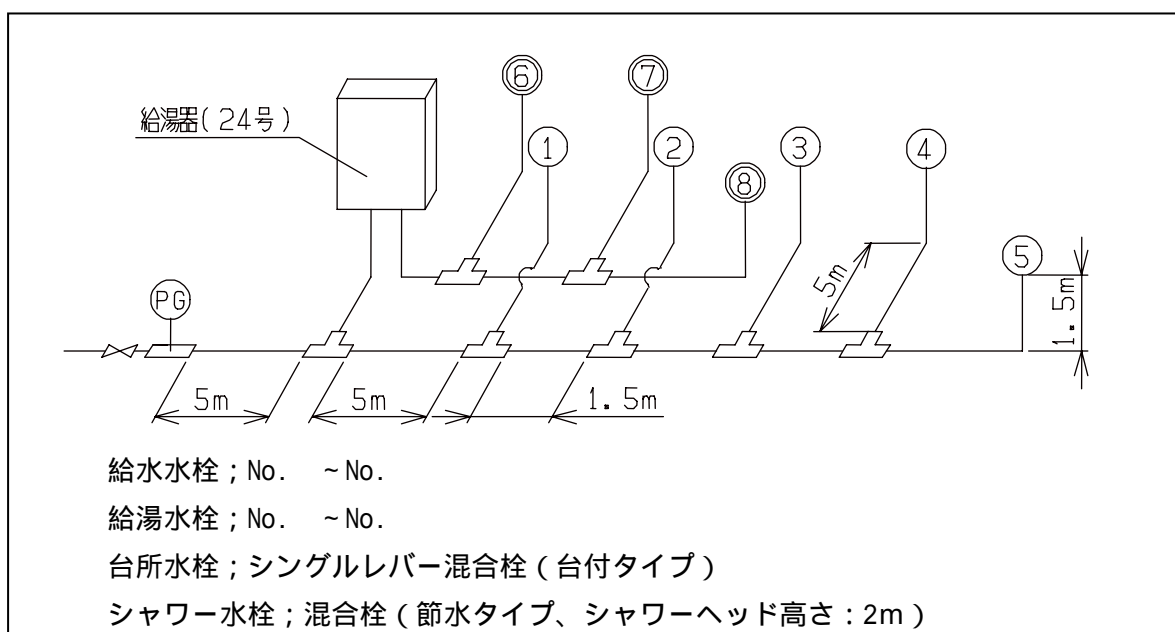 ⑥ ⑦
給湯器(24号)
① ② ③ ④
⑧
⑤
5m
1.5m
PG
5m 5m 1.5m
給水水栓;No. ~No.
給湯水栓;No. ~No.
台所水栓;シングルレバー混合栓(台付タイプ)
シャワー水栓;混合栓(節水タイプ、シャワーヘッド高さ:2m)